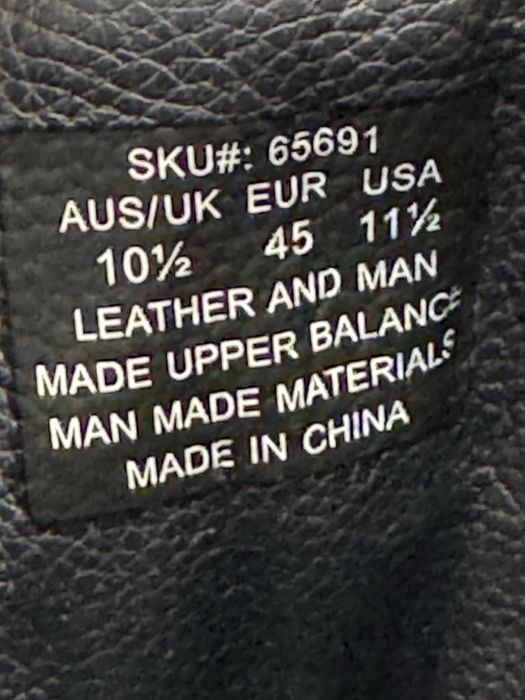 SKU#: 65691
AUS/UK EUR USA
10½ 45 11½
LEATHER AND MAN
MADE UPPER BALANCE
MAN MADE MATERIALS
MADE IN CHINA